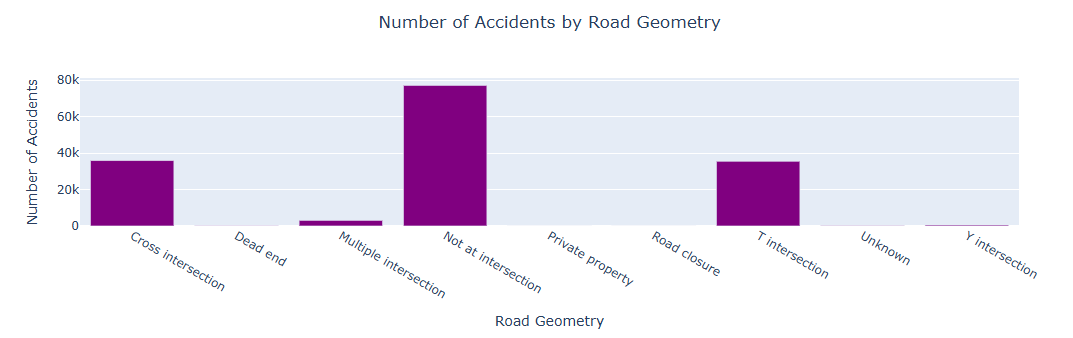 Number of Accidents by Road Geometry
Number of Accidents
80k
60k
40k
20k
0
Cross intersection
Dead end
Multiple intersection
Not at intersection
Private property
Road closure
T intersection
Unknown
Y intersection
Road Geometry